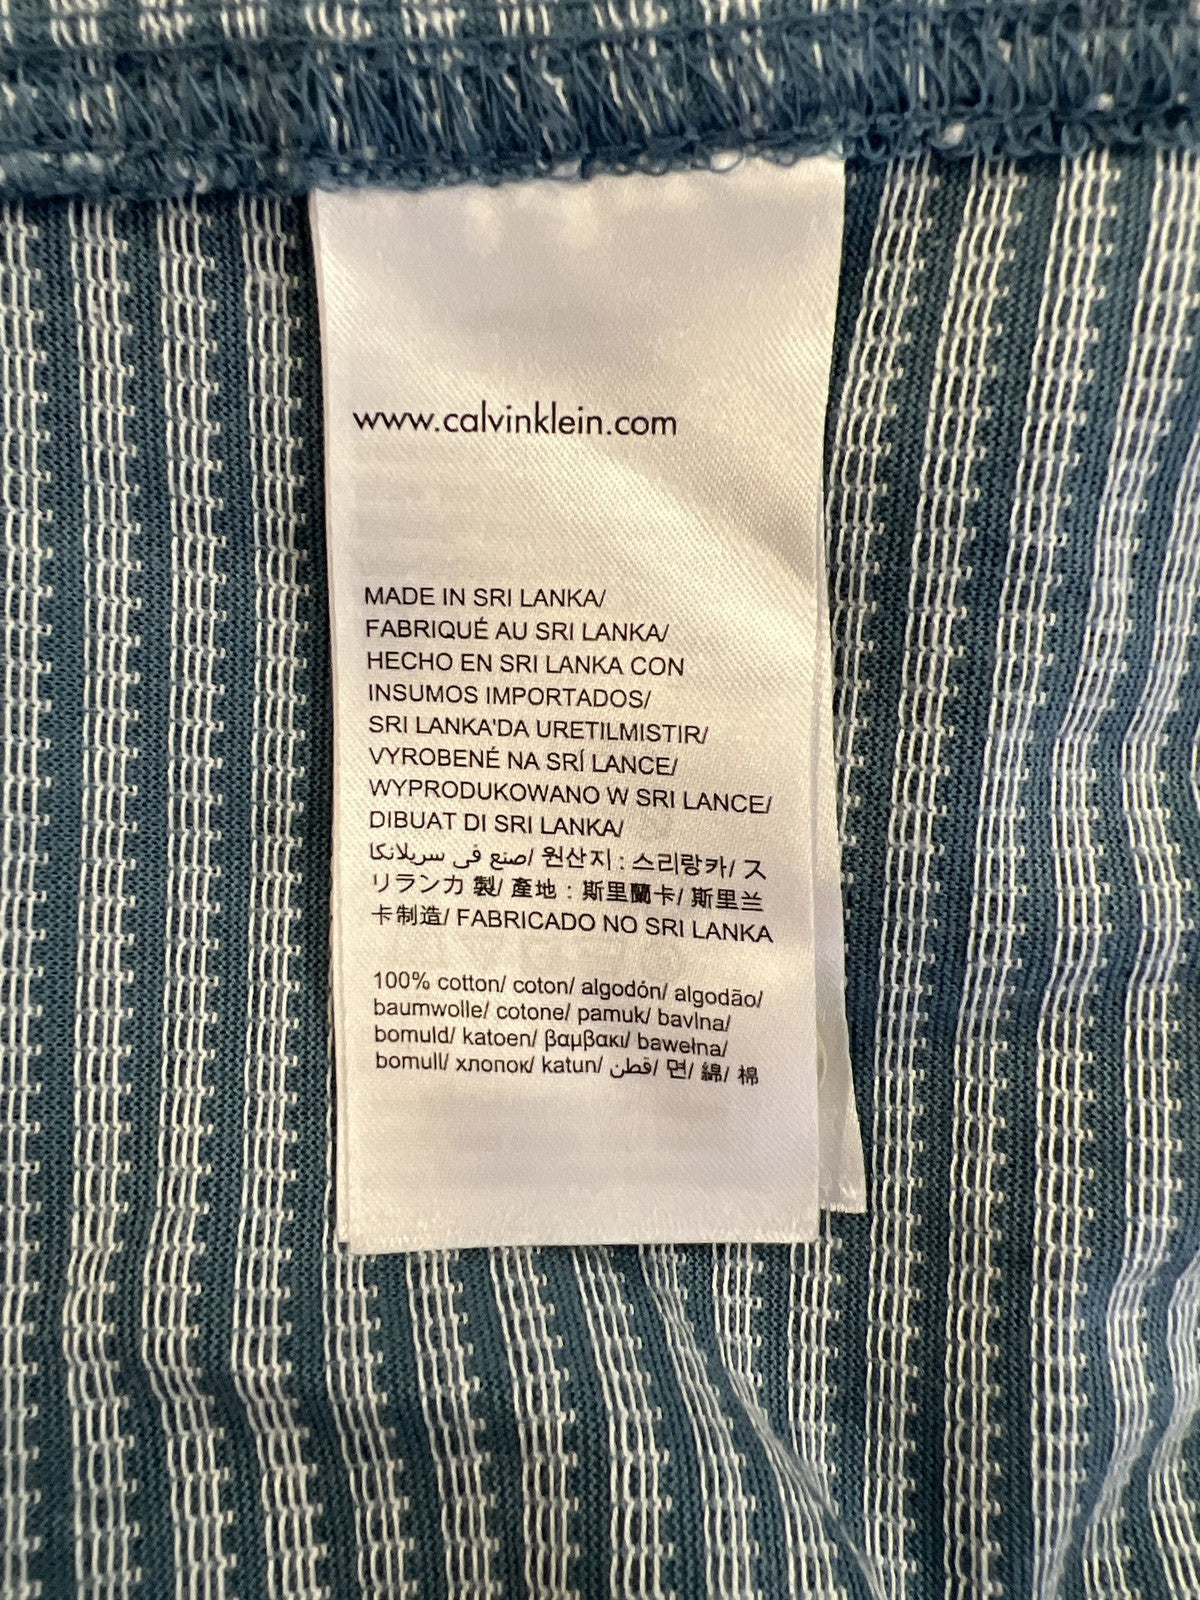 www.calvinklein.com
MADE IN SRI LANKA/
FABRIQUÉ AU SRI LANKA/
HECHO EN SRI LANKA CON
INSUMOS IMPORTADOS/
SRI LANKA'DA URETILMISTIR/
VYROBENÉ NA SRÍ LANCE/
WYPRODUKOWANO W SRI LANCE/
DIBUAT DI SRI LANKA/
صنع في سريلانكا/ 원산지 : 스리랑카/ ス
リランカ 製/ 產地 : 斯里蘭卡/ 斯里兰
卡制造/ FABRICADO NO SRI LANKA
100% cotton/ coton/ algodón/ algodão/
baumwolle/ cotone/ pamuk/ bavlna/
bomuld/ katoen/ βαμβακι/ bawełna/
bomull/ хлопок/ katun/ قطن/ 면/ 綿/ 棉